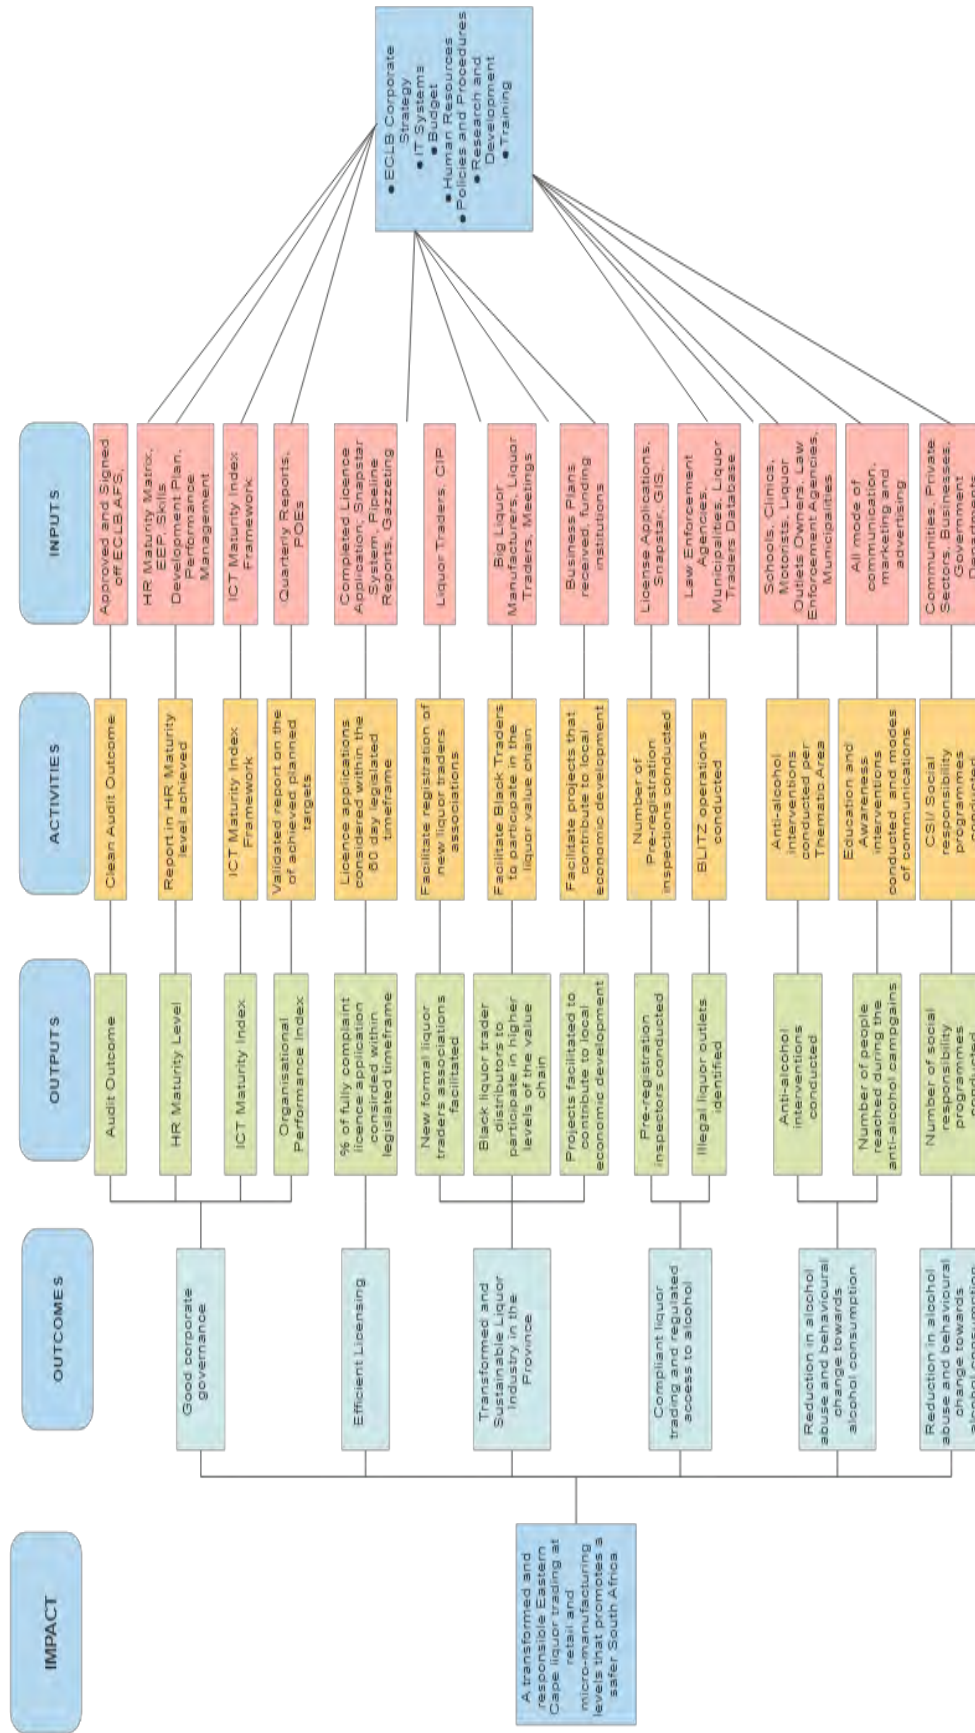 IMPACT
OUTCOMES
OUTPUTS
ACTIVITIES
INPUTS
A transformed and
responsible Eastern
Cape liquor trading at
retail and
micro-manufacturing
levels that promotes a
safer South Africa
Good corporate
governance
Efficient Licensing
Transformed and
Sustainable Liquor
Industry in the
Province
Compliant liquor
trading and regulated
access to alcohol
Reduction in alcohol
abuse and behavioural
change towards
alcohol consumption
Reduction in alcohol
abuse and behavioural
change towards
alcohol consumption
Audit Outcome
HR Maturity Level
ICT Maturity Index
Organisational
Performance Index
% of fully complaint
licence application
consirded within
legislated timeframe
New formal liquor
traders associations
facilitated
Black liquor trader
distributors to
participate in higher
levels of the value
chain
Projects facilitated to
contribute to local
economic development
Pre-registration
inspectors conducted
Illegal liquor outlets
identified
Anti-alcohol
interventions
conducted
Number of people
reached during the
anti-alcohol campgains
Number of social
responsibility
programmes
conducted
Clean Audit Outcome
Report in HR Maturity
level achieved
ICT Maturity Index
Framework
Validated report on the
of achieved planned
targets
Licence applications
considered within the
60 day legislated
timeframe
Facilitate registration of
new liquor traders
associations
Facilitate Black Traders
to participate in the
liquor value chain
Facilitate projects that
contribute to local
economic development
Number of
Pre-registration
inspections conducted
BLITZ operations
conducted
Anti-alcohol
interventions
conducted per
Thematic Area
Education and
Awareness
interventions
conducted and modes
of communications
CSI/ Social
responsibility
programmes
Approved and Signed
off ECLB AFS,
HR Maturity Matrix,
EEP, Skills
Development Plan,
Performance
Management
ICT Maturity Index
Framework
Quarterly Reports,
POEs
Completed Licence
Application, Snapstar
System, Pipeline
Reports, Gazzeting
Liquor Traders, CIP
Big Liquor
Manufacturers, Liquor
Traders, Meetings
Business Plans
received, funding
institutions
License Applications,
Snapstar, GIS,
Law Enforcement
Agencies,
Municipalities, Liquor
Traders Database
Schools, Clinics,
Motorists, Liquor
Outlets Owners, Law
Enforcement Agencies,
Municipalities
All mode of
communication,
marketing and
advertising
Communities, Private
Sectors, Businesses,
Government
● ECLB Corporate
Strategy
● IT Systems
● Budget
● Human Resources
● Policies and Procedures
● Research and
Development
● Training